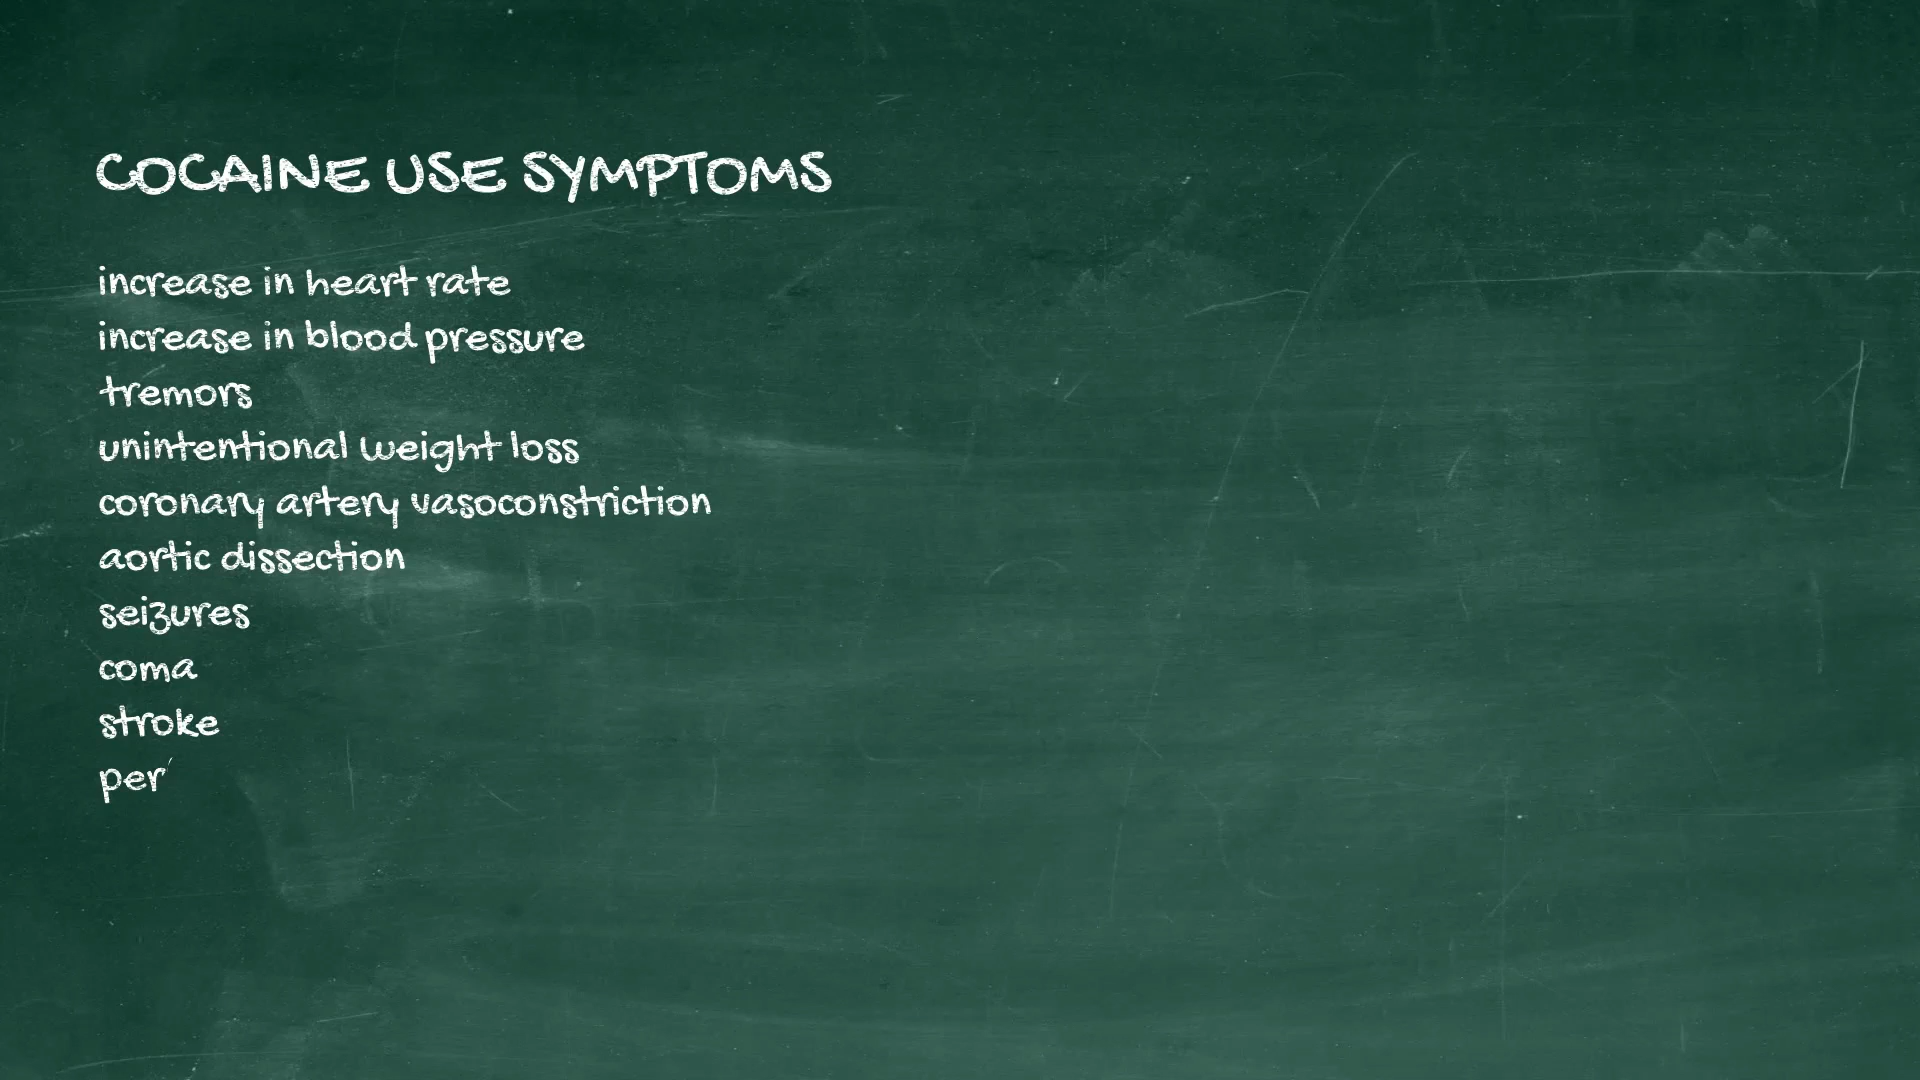 COCAINE USE SYMPTOMS
increase in heart rate
increase in blood pressure
tremors
unintentional weight loss
coronary artery vasoconstriction
aortic dissection
seizures
coma
stroke
per